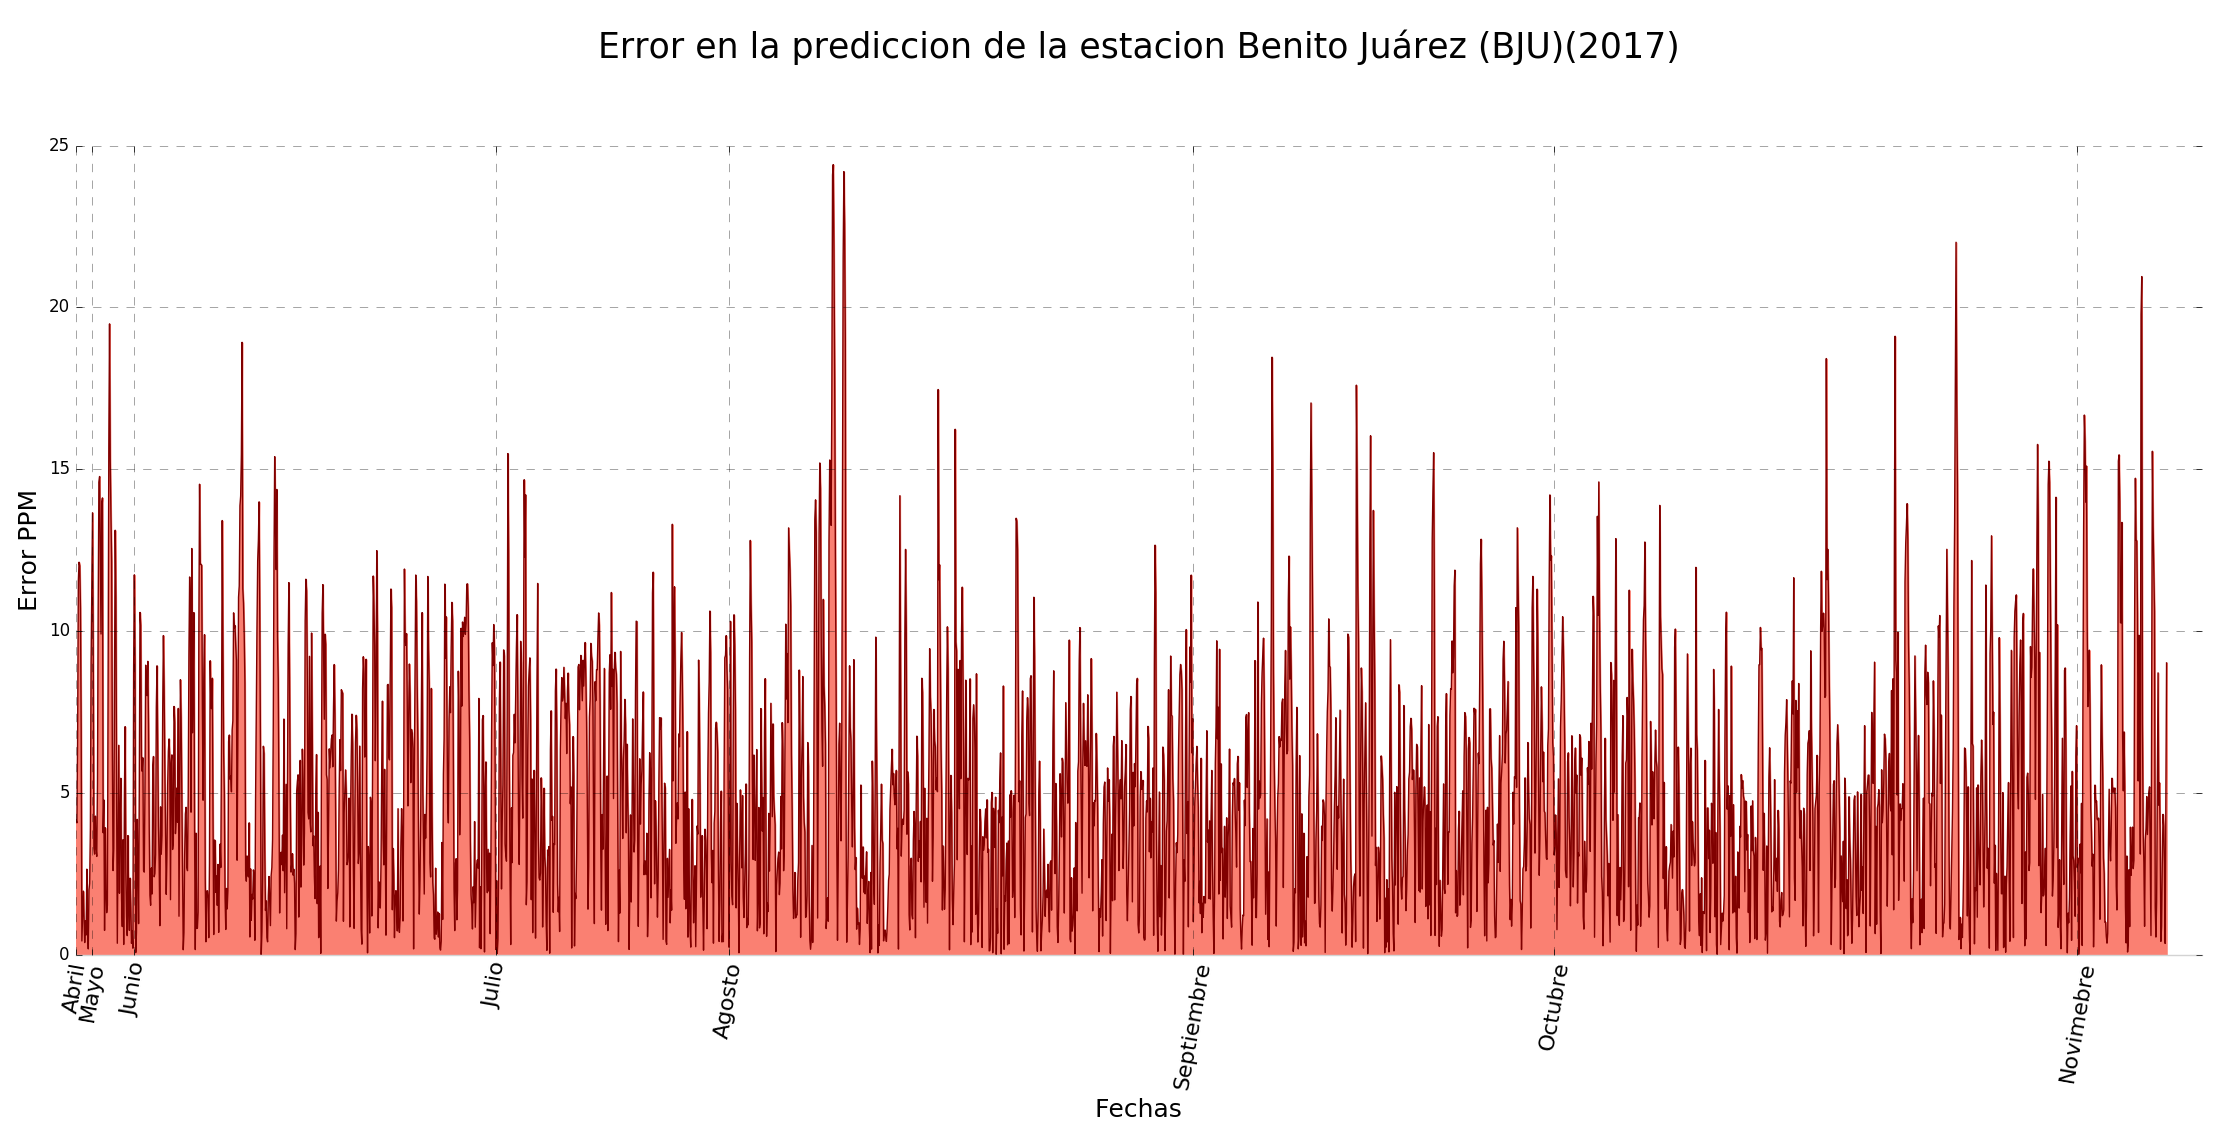 Error en la prediccion de la estacion Benito Juárez (BJU)(2017)
25
20
15
10
5
0
Error PPM
Abril
Mayo
Junio
Julio
Agosto
Septiembre
Octubre
Novimebre
Fechas